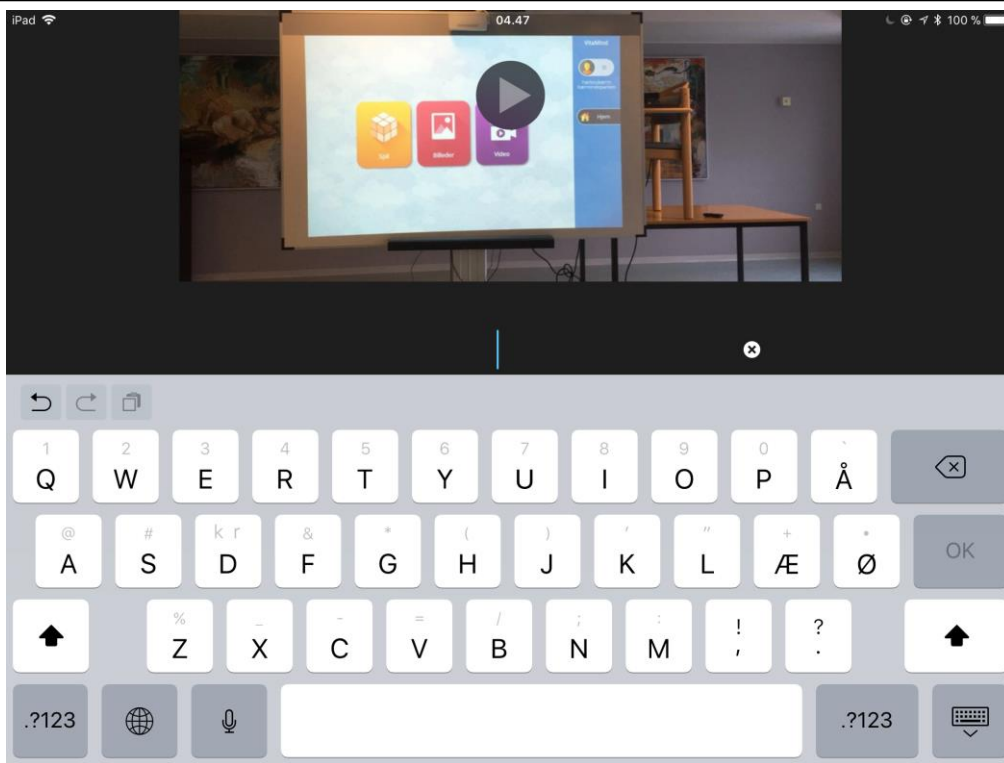 iPad 04.47 100 %
VitaMind
Spil Billeder Video
Hjem
1 2 3 4 5 6 7 8 9 0 `
Q W E R T Y U I O P Å
@ # k r & * ( ) ' " + •
A S D F G H J K L Æ Ø OK
% _ - = / ; : ! ?
Z X C V B N M , .
.?123 .?123